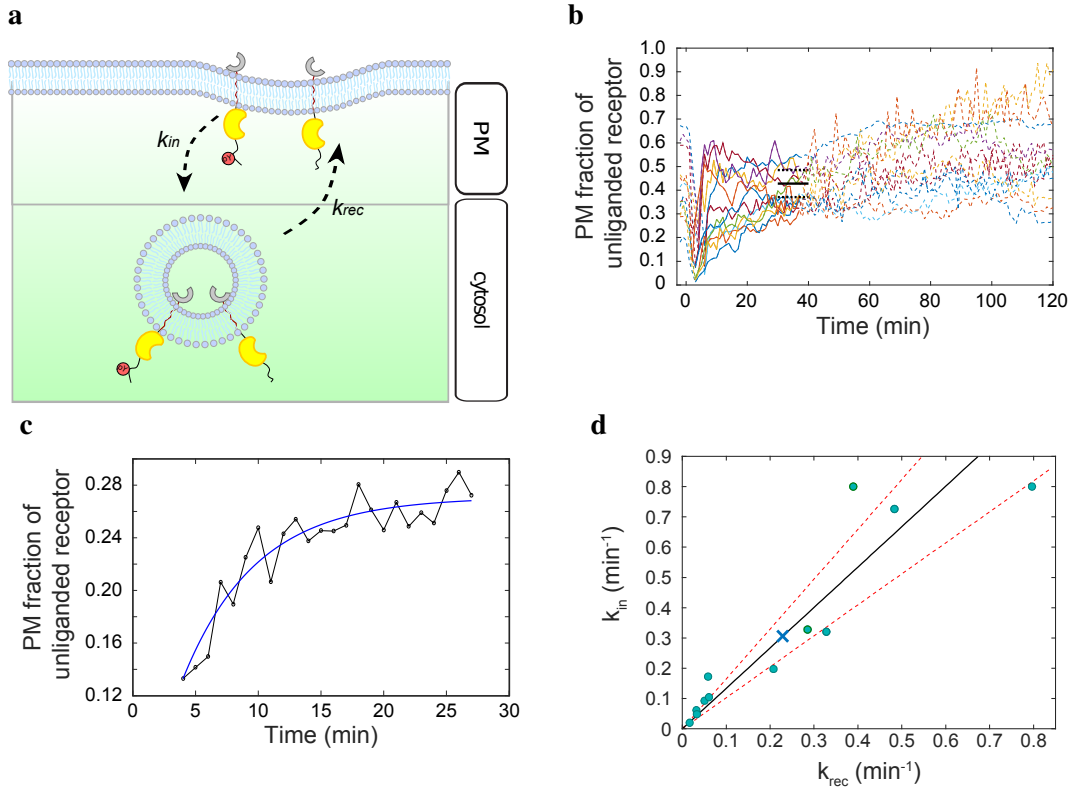 a
k_in
k_rec
PM
cytosol
pY
pY
b
PM fraction of
unliganded receptor
1.0
0.9
0.8
0.7
0.6
0.5
0.4
0.3
0.2
0.1
0
0 20 40 60 80 100 120
Time (min)
c
PM fraction of
unliganded receptor
0.28
0.24
0.20
0.16
0.12
0 5 10 15 20 25 30
Time (min)
d
k_in (min⁻¹)
0.9
0.8
0.7
0.6
0.5
0.4
0.3
0.2
0.1
0
0 0.1 0.2 0.3 0.4 0.5 0.6 0.7 0.8
k_rec (min⁻¹)